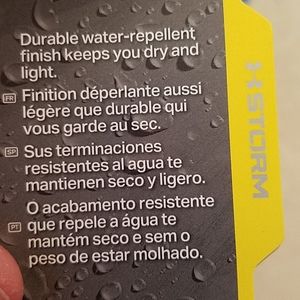 Durable water-repellent
finish keeps you dry and
light.
FR Finition déperlante aussi
légère que durable qui
vous garde au sec.
SP Sus terminaciones
resistentes al agua te
mantienen seco y ligero.
PT O acabamento resistente
que repele a água te
mantém seco e sem o
peso de estar molhado.
STORM